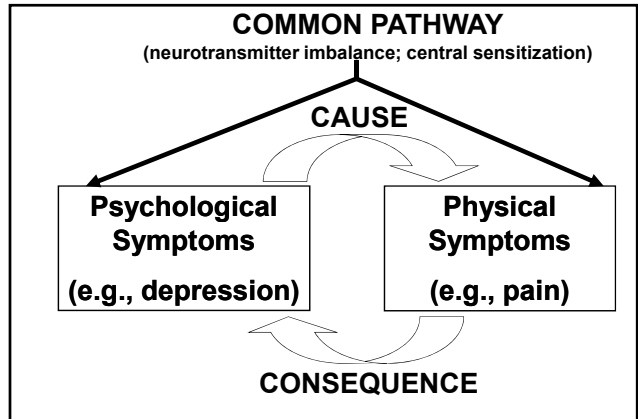 COMMON PATHWAY
(neurotransmitter imbalance; central sensitization)
CAUSE
Psychological
Symptoms
(e.g., depression)
Physical
Symptoms
(e.g., pain)
CONSEQUENCE